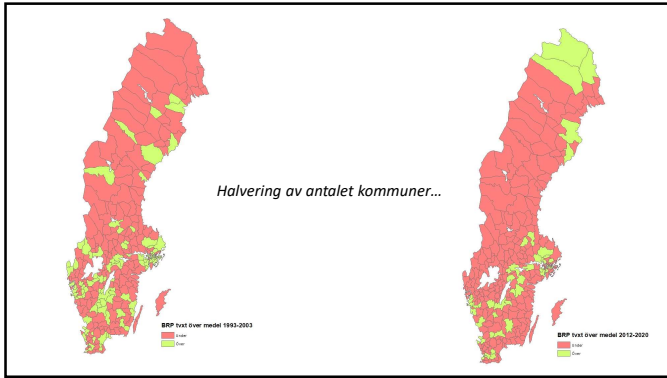 Halvering av antalet kommuner…
BRP tvxt över medel 1993-2003
Under
Över
BRP tvxt över medel 2012-2020
Under
Över